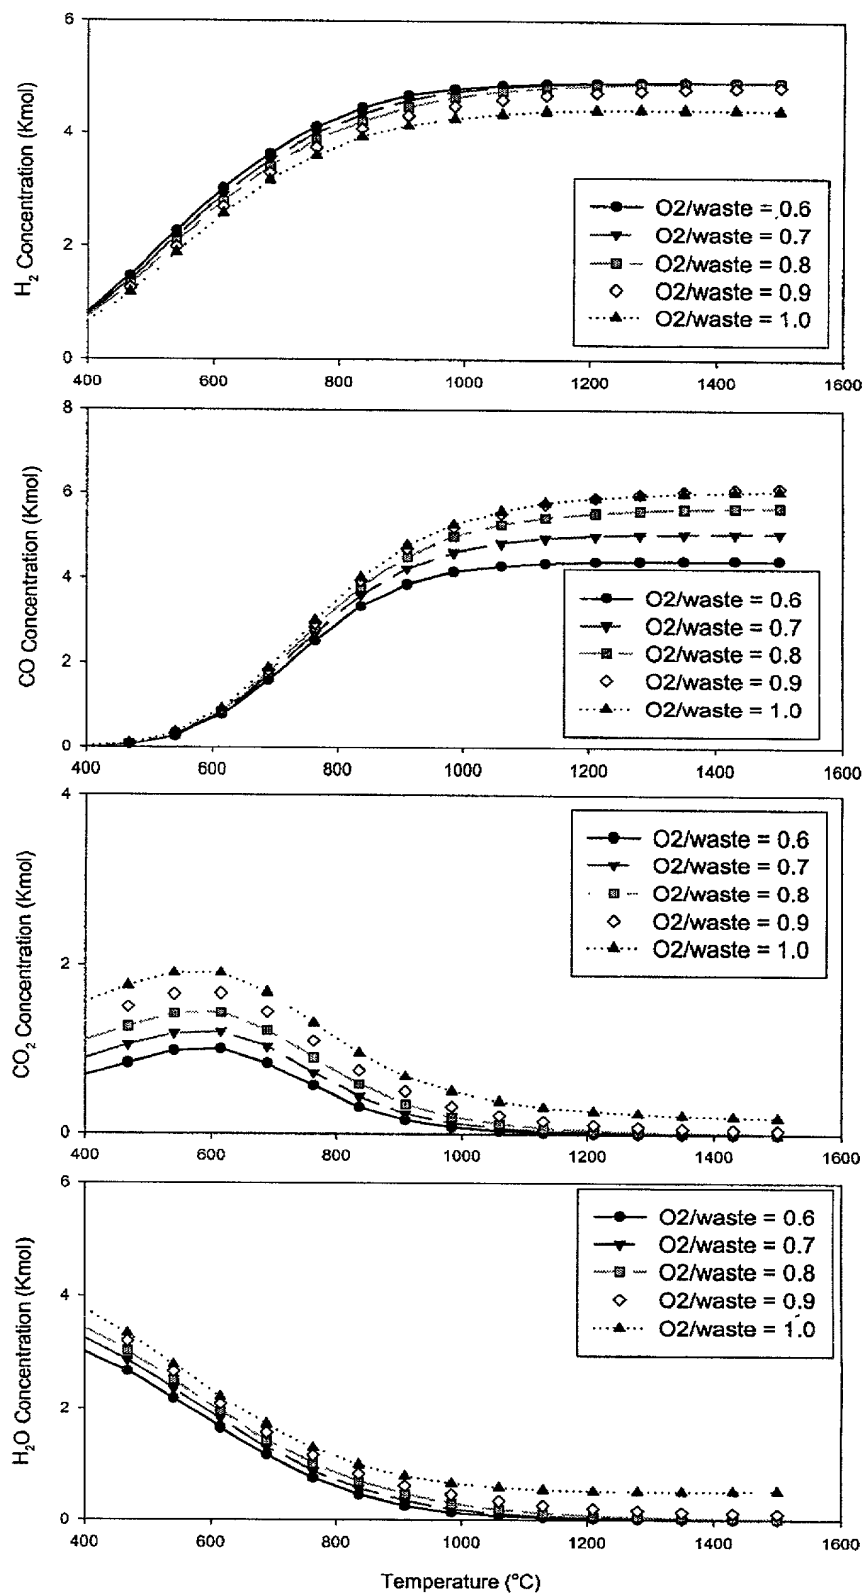 6
4
2
0
H2 Concentration (Kmol)
O2/waste = 0.6
O2/waste = 0.7
O2/waste = 0.8
O2/waste = 0.9
O2/waste = 1.0
400 600 800 1000 1200 1400 1600
8
6
4
2
0
CO Concentration (Kmol)
O2/waste = 0.6
O2/waste = 0.7
O2/waste = 0.8
O2/waste = 0.9
O2/waste = 1.0
400 600 800 1000 1200 1400 1600
4
2
0
CO2 Concentration (Kmol)
O2/waste = 0.6
O2/waste = 0.7
O2/waste = 0.8
O2/waste = 0.9
O2/waste = 1.0
400 600 800 1000 1200 1400 1600
6
4
2
0
H2O Concentration (Kmol)
O2/waste = 0.6
O2/waste = 0.7
O2/waste = 0.8
O2/waste = 0.9
O2/waste = 1.0
400 600 800 1000 1200 1400 1600
Temperature (°C)